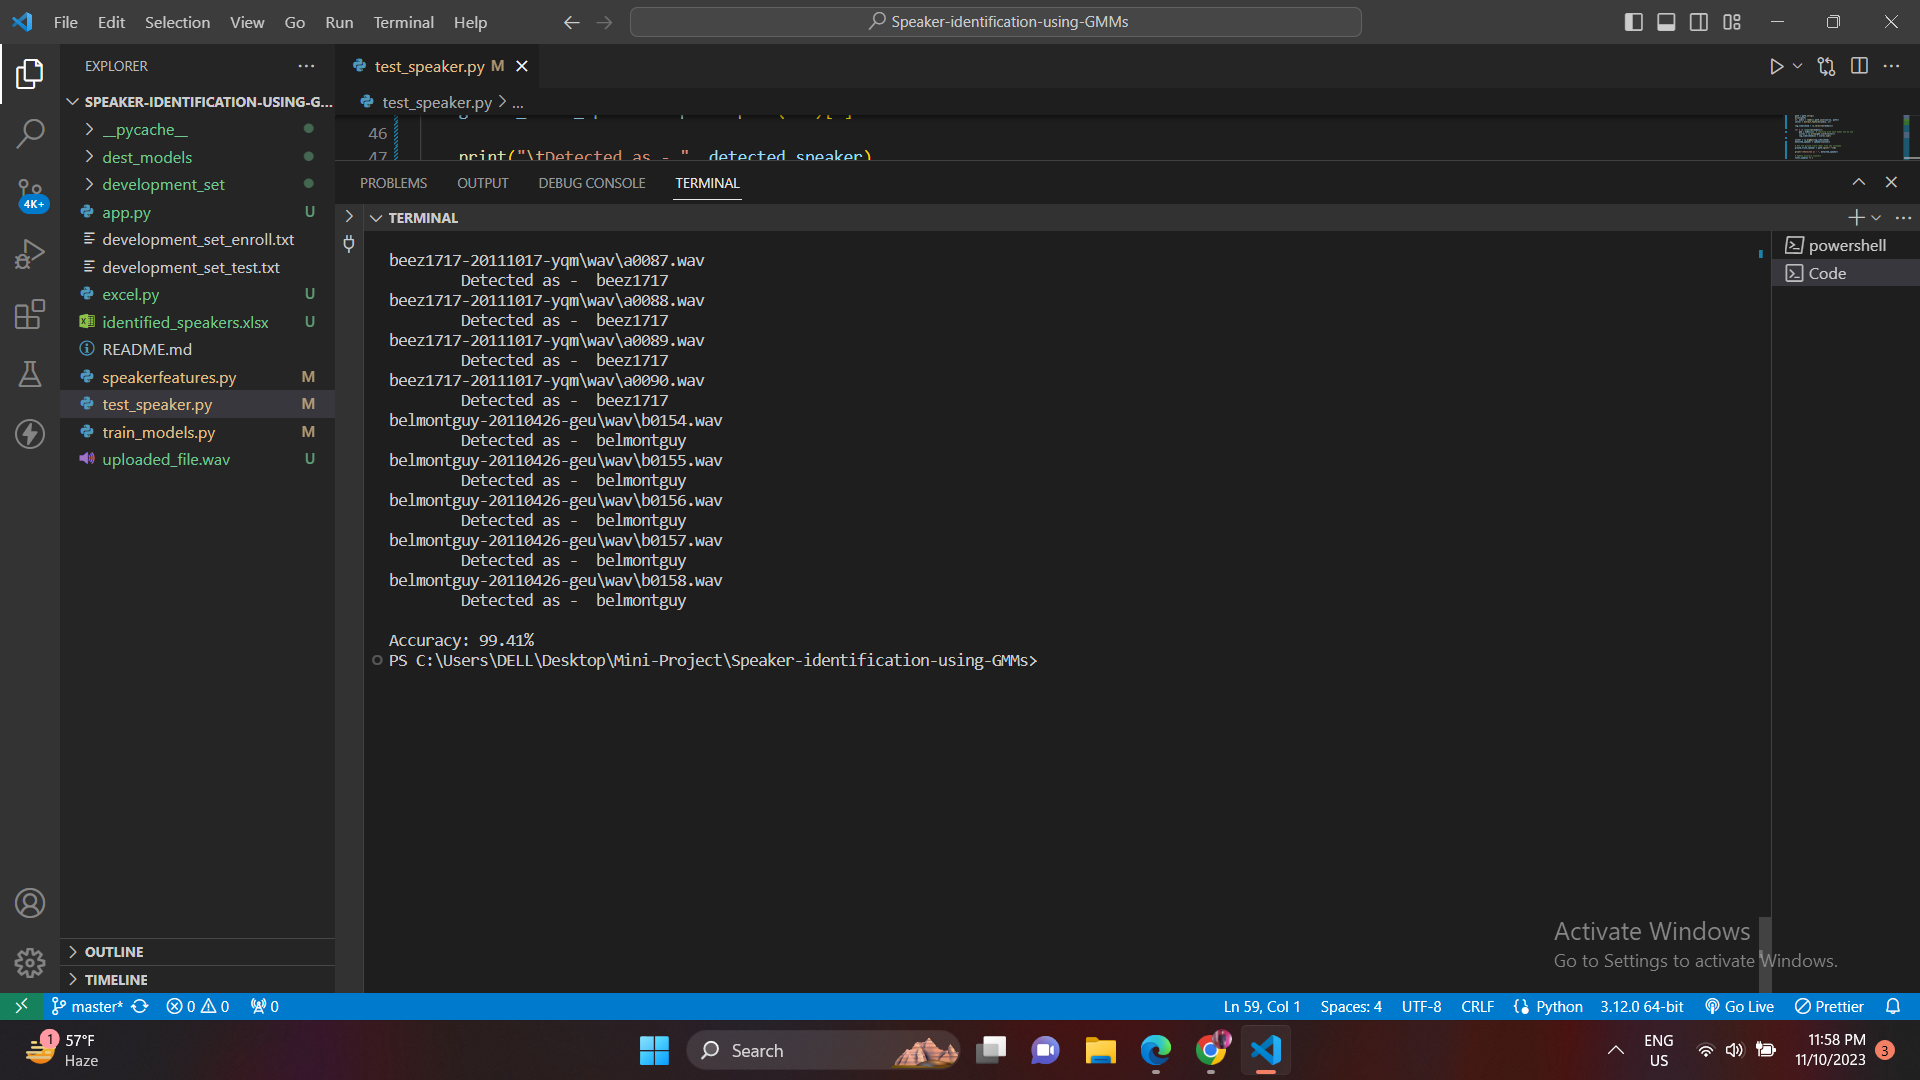 File Edit Selection View Go Run Terminal Help
Speaker-identification-using-GMMs
EXPLORER
SPEAKER-IDENTIFICATION-USING-G...
__pycache__
dest_models
development_set
app.py U
development_set_enroll.txt
development_set_test.txt
excel.py U
identified_speakers.xlsx U
README.md
speakerfeatures.py M
test_speaker.py M
train_models.py M
uploaded_file.wav U
OUTLINE
TIMELINE
4K+
test_speaker.py M
test_speaker.py > ...
46
47 print("\tDetected as - ", detected_speaker)
PROBLEMS OUTPUT DEBUG CONSOLE TERMINAL
TERMINAL
powershell
Code
beez1717-20111017-yqm\wav\a0087.wav
Detected as - beez1717
beez1717-20111017-yqm\wav\a0088.wav
Detected as - beez1717
beez1717-20111017-yqm\wav\a0089.wav
Detected as - beez1717
beez1717-20111017-yqm\wav\a0090.wav
Detected as - beez1717
belmontguy-20110426-geu\wav\b0154.wav
Detected as - belmontguy
belmontguy-20110426-geu\wav\b0155.wav
Detected as - belmontguy
belmontguy-20110426-geu\wav\b0156.wav
Detected as - belmontguy
belmontguy-20110426-geu\wav\b0157.wav
Detected as - belmontguy
belmontguy-20110426-geu\wav\b0158.wav
Detected as - belmontguy
Accuracy: 99.41%
PS C:\Users\DELL\Desktop\Mini-Project\Speaker-identification-using-GMMs>
Activate Windows
Go to Settings to activate Windows.
master* 0 0 0
Ln 59, Col 1 Spaces: 4 UTF-8 CRLF Python 3.12.0 64-bit Go Live Prettier
1
57°F
Haze
Search
ENG
US
11:58 PM
11/10/2023
3